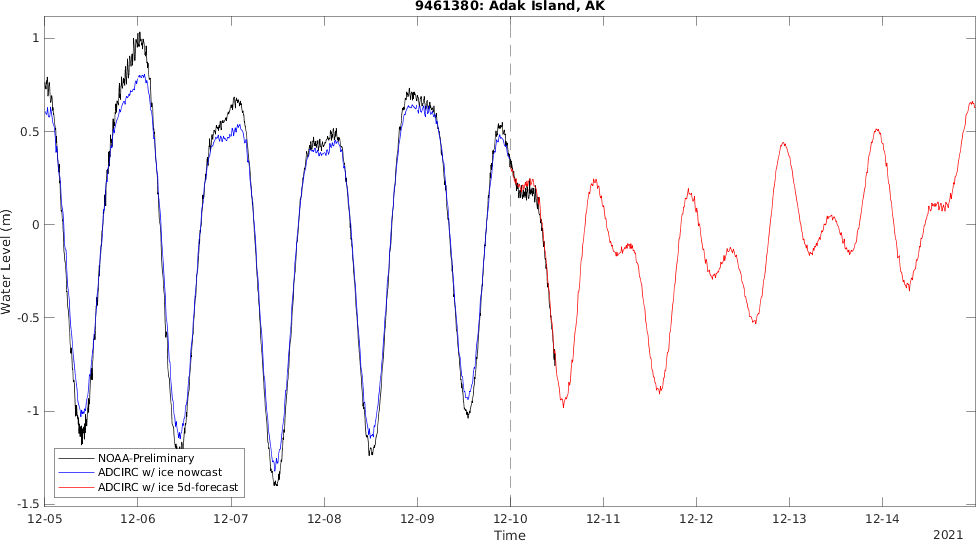 9461380: Adak Island, AK
Water Level (m)
1
0.5
0
-0.5
-1
-1.5
NOAA-Preliminary
ADCIRC w/ ice nowcast
ADCIRC w/ ice 5d-forecast
12-05 12-06 12-07 12-08 12-09 12-10 12-11 12-12 12-13 12-14
Time
2021